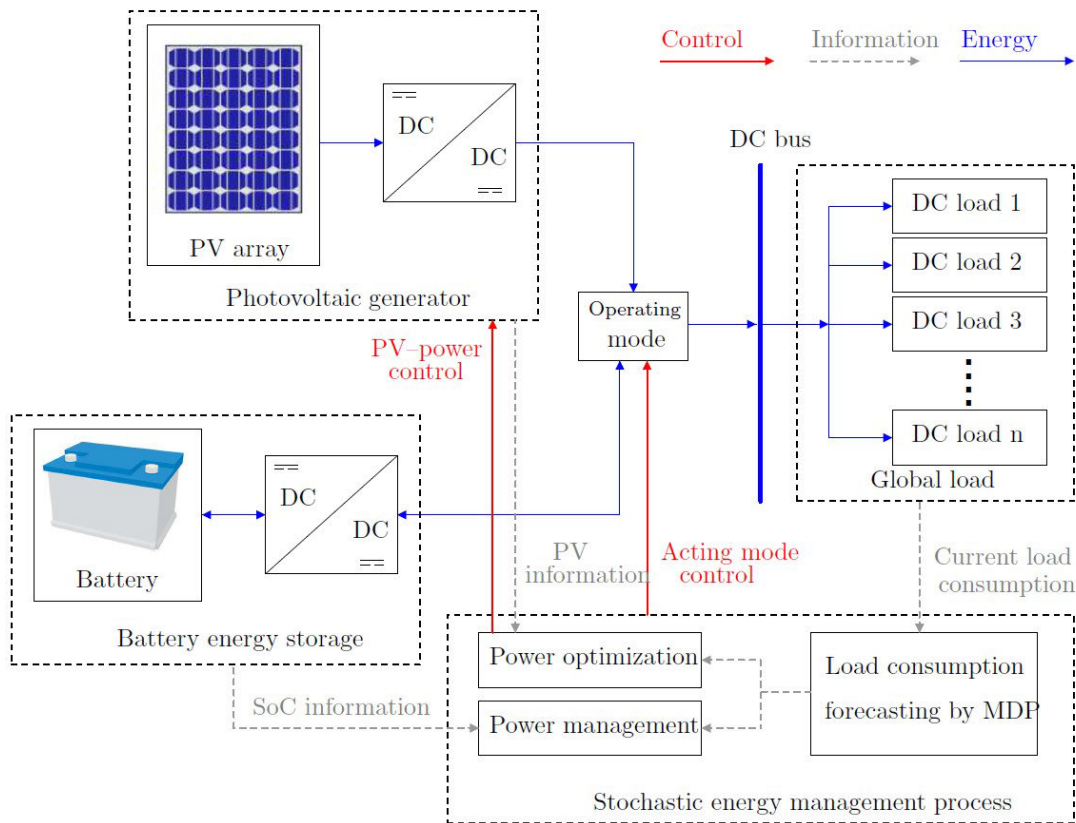 Control
Information
Energy
DC
DC
PV array
Photovoltaic generator
DC bus
DC load 1
DC load 2
DC load 3
DC load n
Global load
Operating
mode
PV–power
control
DC
DC
Battery
Battery energy storage
PV
information
Acting mode
control
Current load
consumption
SoC information
Power optimization
Power management
Load consumption
forecasting by MDP
Stochastic energy management process